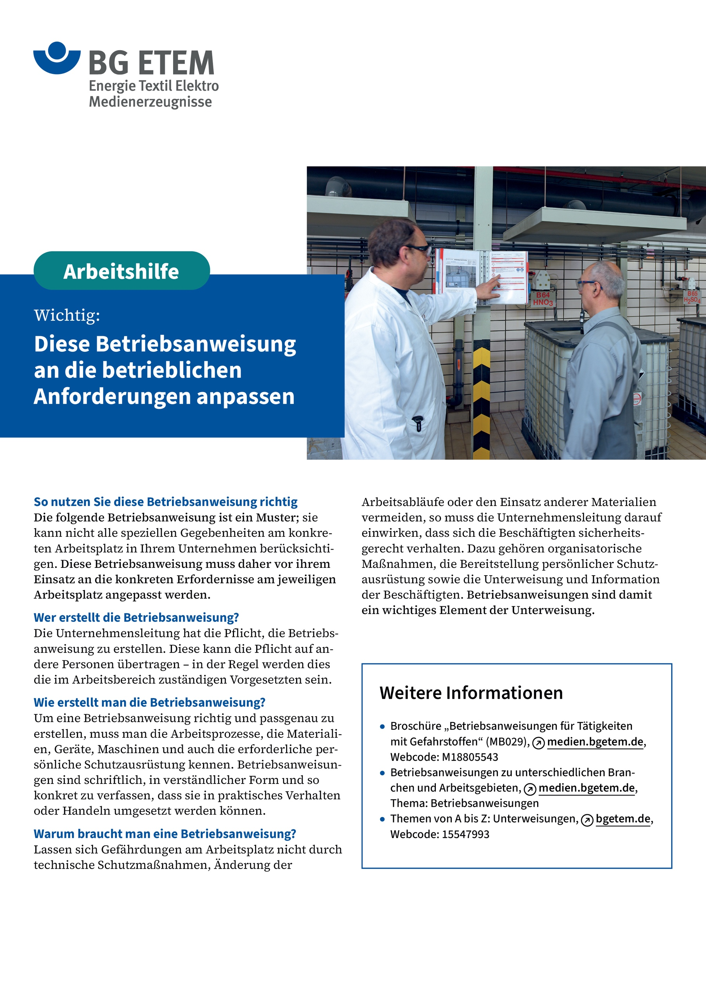 BG ETEM
Energie Textil Elektro
Medienerzeugnisse
Arbeitshilfe
Wichtig:
Diese Betriebsanweisung
an die betrieblichen
Anforderungen anpassen
B64
HNO3
B65
H2SO4
So nutzen Sie diese Betriebsanweisung richtig
Die folgende Betriebsanweisung ist ein Muster; sie
kann nicht alle speziellen Gegebenheiten am konkre-
ten Arbeitsplatz in Ihrem Unternehmen berücksichti-
gen. Diese Betriebsanweisung muss daher vor ihrem
Einsatz an die konkreten Erfordernisse am jeweiligen
Arbeitsplatz angepasst werden.
Wer erstellt die Betriebsanweisung?
Die Unternehmensleitung hat die Pflicht, die Betriebs-
anweisung zu erstellen. Diese kann die Pflicht auf an-
dere Personen übertragen – in der Regel werden dies
die im Arbeitsbereich zuständigen Vorgesetzten sein.
Wie erstellt man die Betriebsanweisung?
Um eine Betriebsanweisung richtig und passgenau zu
erstellen, muss man die Arbeitsprozesse, die Materiali-
en, Geräte, Maschinen und auch die erforderliche per-
sönliche Schutzausrüstung kennen. Betriebsanweisun-
gen sind schriftlich, in verständlicher Form und so
konkret zu verfassen, dass sie in praktisches Verhalten
oder Handeln umgesetzt werden können.
Warum braucht man eine Betriebsanweisung?
Lassen sich Gefährdungen am Arbeitsplatz nicht durch
technische Schutzmaßnahmen, Änderung der
Arbeitsabläufe oder den Einsatz anderer Materialien
vermeiden, so muss die Unternehmensleitung darauf
einwirken, dass sich die Beschäftigten sicherheits-
gerecht verhalten. Dazu gehören organisatorische
Maßnahmen, die Bereitstellung persönlicher Schutz-
ausrüstung sowie die Unterweisung und Information
der Beschäftigten. Betriebsanweisungen sind damit
ein wichtiges Element der Unterweisung.
Weitere Informationen
• Broschüre „Betriebsanweisungen für Tätigkeiten
mit Gefahrstoffen“ (MB029), medien.bgetem.de,
Webcode: M18805543
• Betriebsanweisungen zu unterschiedlichen Bran-
chen und Arbeitsgebieten, medien.bgetem.de,
Thema: Betriebsanweisungen
• Themen von A bis Z: Unterweisungen, bgetem.de,
Webcode: 15547993